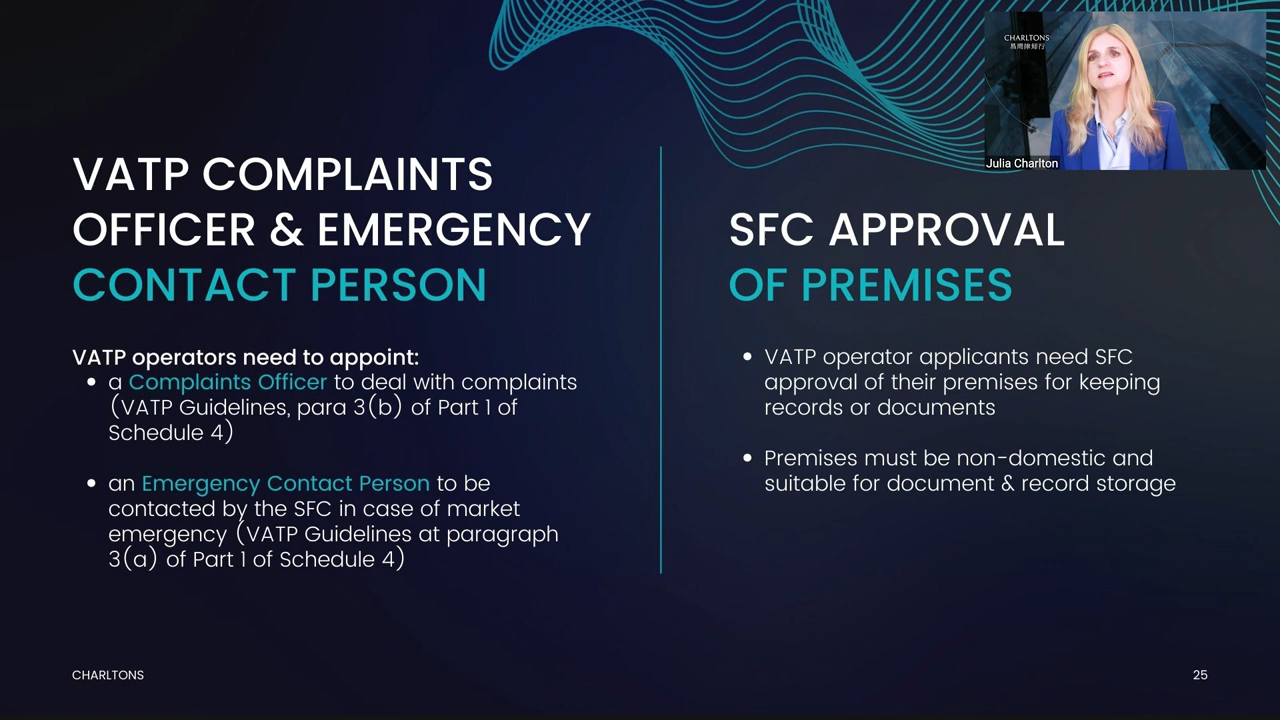 CHARLTONS
易周律師行
Julia Charlton
VATP COMPLAINTS
OFFICER & EMERGENCY
CONTACT PERSON
VATP operators need to appoint:
• a Complaints Officer to deal with complaints
(VATP Guidelines, para 3(b) of Part 1 of
Schedule 4)
• an Emergency Contact Person to be
contacted by the SFC in case of market
emergency (VATP Guidelines at paragraph
3(a) of Part 1 of Schedule 4)
SFC APPROVAL
OF PREMISES
• VATP operator applicants need SFC
approval of their premises for keeping
records or documents
• Premises must be non-domestic and
suitable for document & record storage
CHARLTONS
25